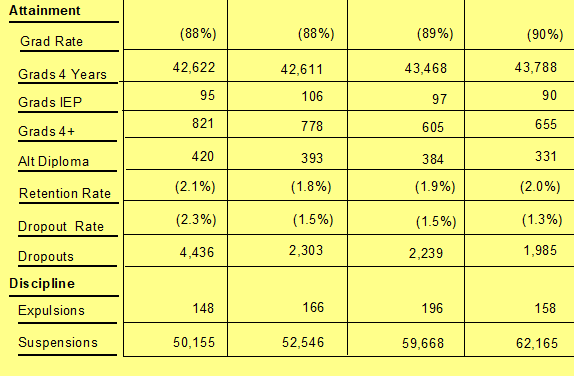 Attainment
Grad Rate (88%) (88%) (89%) (90%)
Grads 4 Years 42,622 42,611 43,468 43,788
Grads IEP 95 106 97 90
Grads 4+ 821 778 605 655
Alt Diploma 420 393 384 331
Retention Rate (2.1%) (1.8%) (1.9%) (2.0%)
Dropout Rate (2.3%) (1.5%) (1.5%) (1.3%)
Dropouts 4,436 2,303 2,239 1,985
Discipline
Expulsions 148 166 196 158
Suspensions 50,155 52,546 59,668 62,165